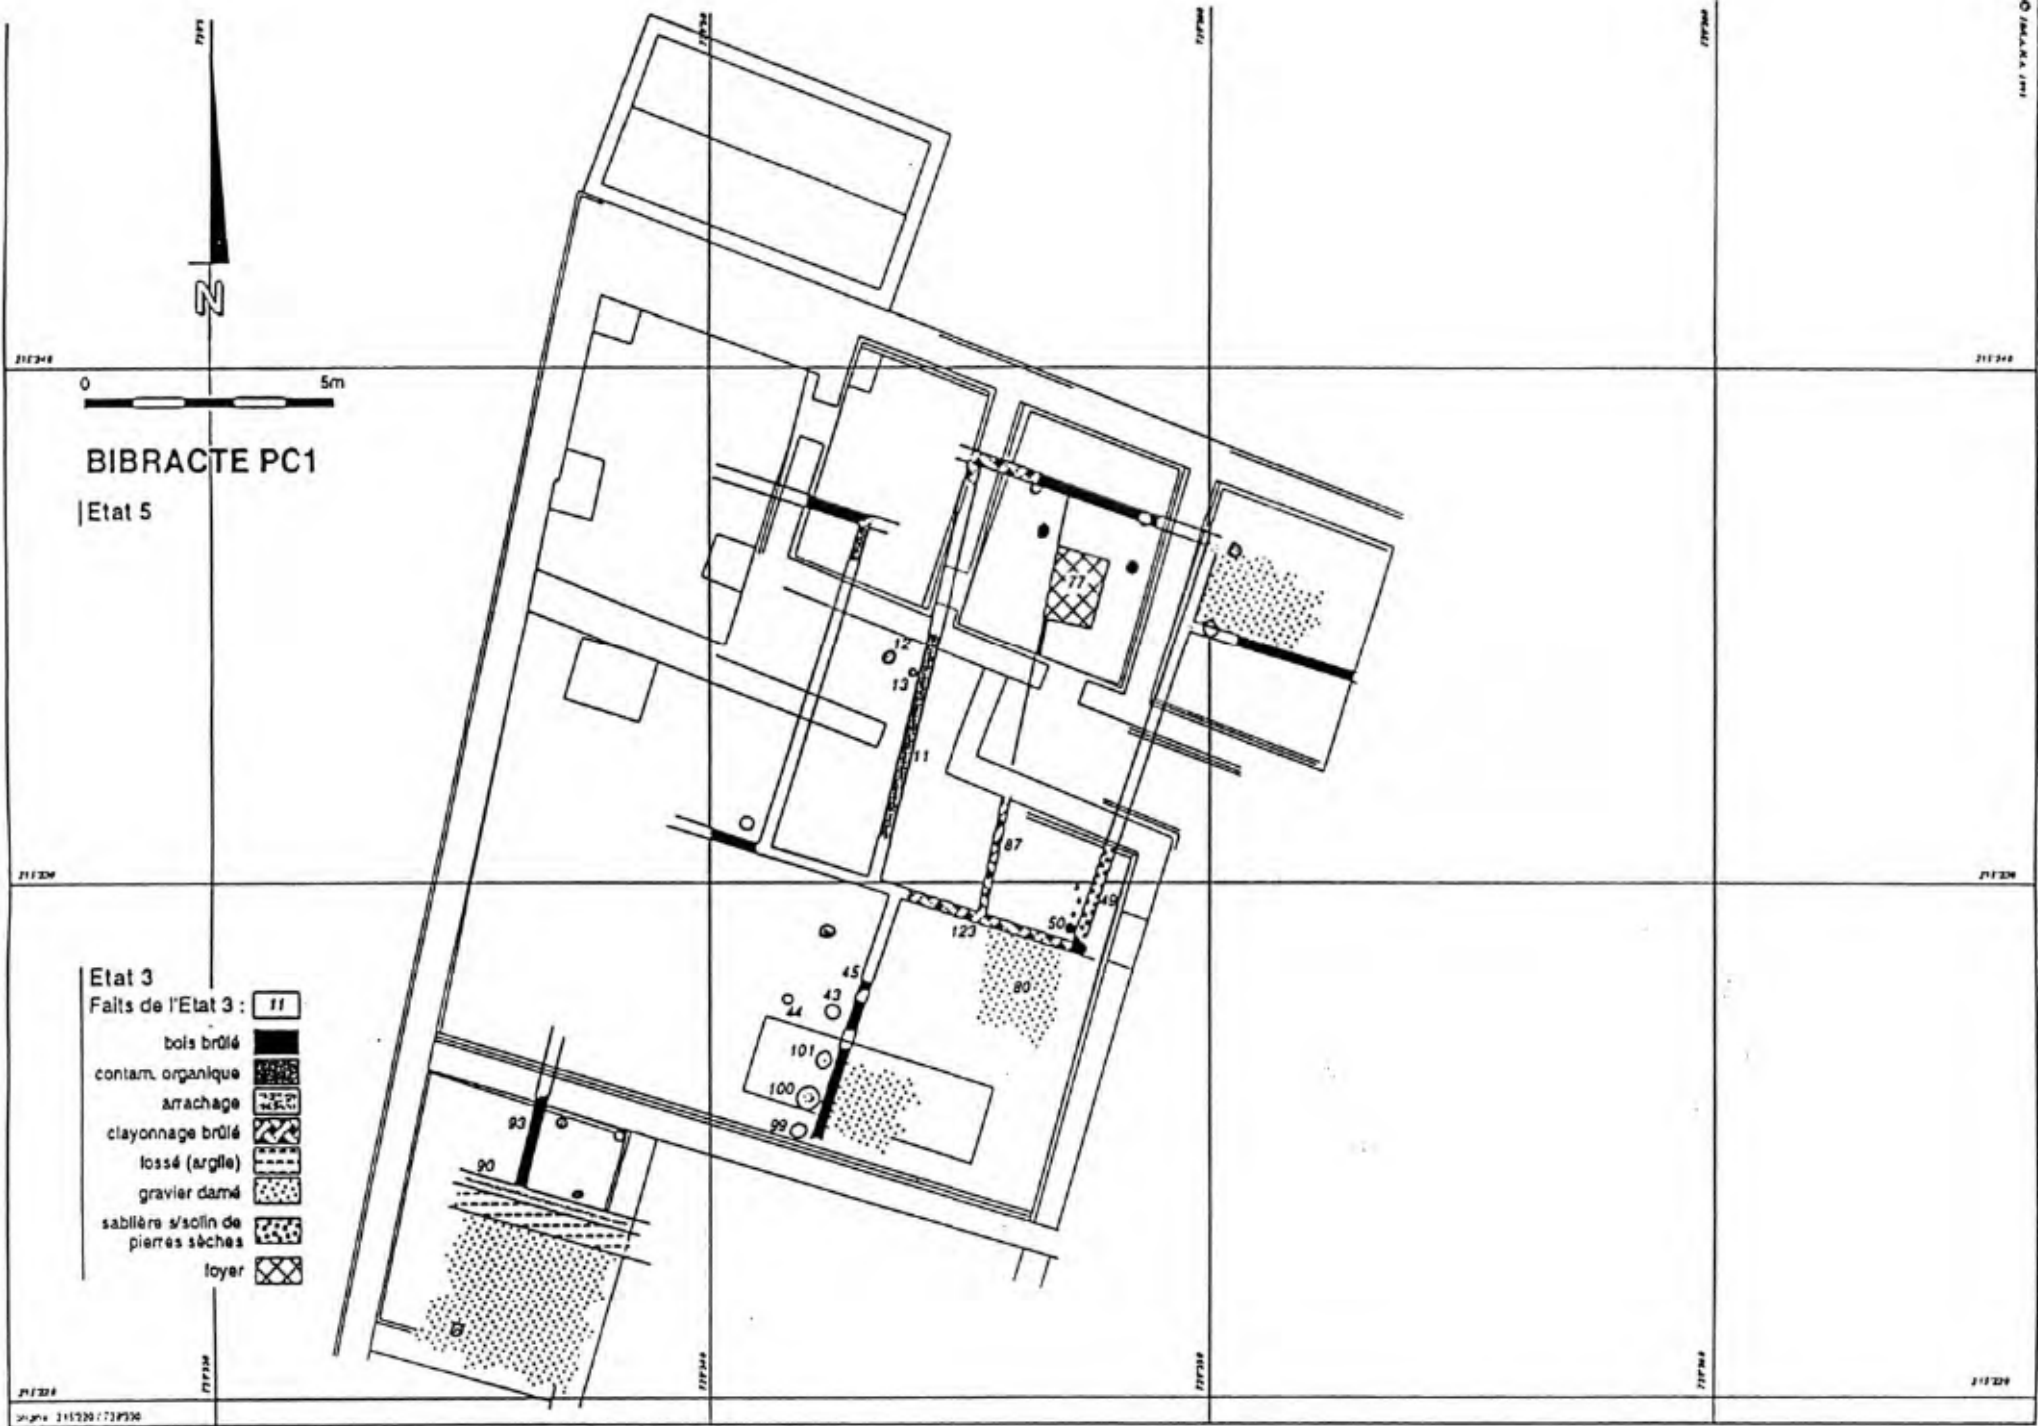 N
0 5m
BIBRACTE PC1
Etat 5
Etat 3
Faits de l'Etat 3 : 11
bois brûlé
contam. organique
arrachage
clayonnage brûlé
fossé (argile)
gravier damé
sablière s/solin de
pierres sèches
foyer
77
12
13
11
87
49
50
123
80
45
43
44
101
100
99
93
90